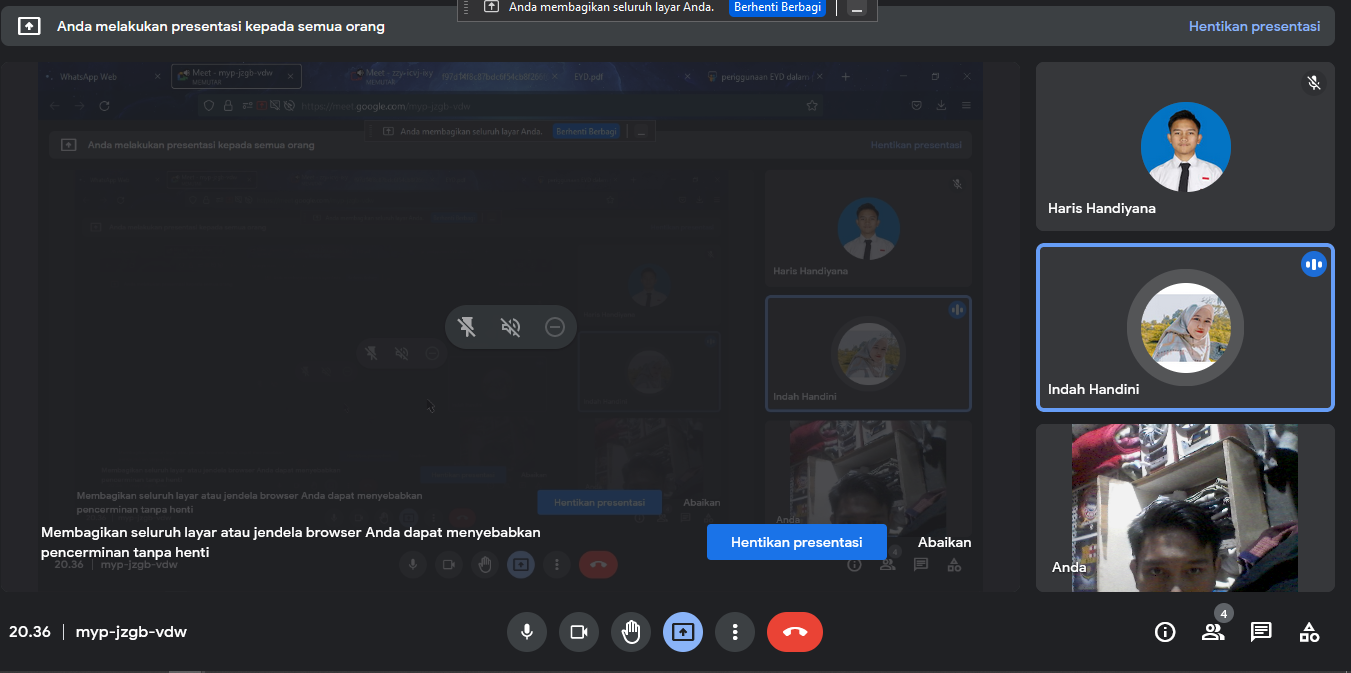 Anda membagikan seluruh layar Anda.
Berhenti Berbagi
Anda melakukan presentasi kepada semua orang
Hentikan presentasi
WhatsApp Web
Meet - myp-jzgb-vdw
EYD.pdf
penggunaan EYD dalam
https://meet.google.com/myp-jzgb-vdw
Anda membagikan seluruh layar Anda.
Berhenti Berbagi
Anda melakukan presentasi kepada semua orang
Hentikan presentasi
Haris Handiyana
Indah Handini
Anda
Membagikan seluruh layar atau jendela browser Anda dapat menyebabkan
pencerminan tanpa henti
Hentikan presentasi
Abaikan
20.36
myp-jzgb-vdw
4
Membagikan seluruh layar atau jendela browser Anda dapat menyebabkan
pencerminan tanpa henti
Hentikan presentasi
Abaikan
Haris Handiyana
Indah Handini
Anda
20.36
myp-jzgb-vdw
4